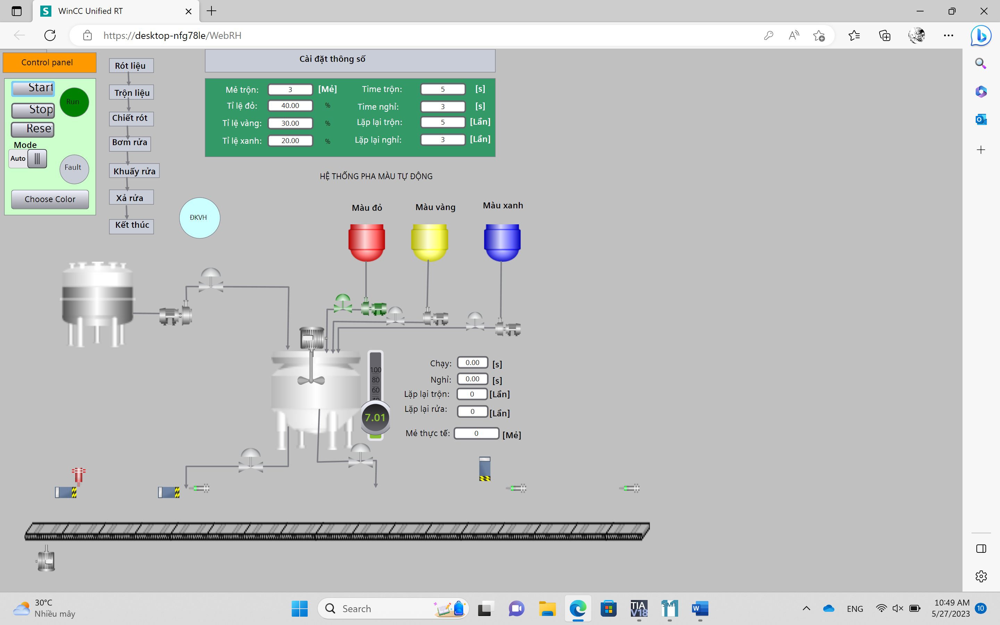 WinCC Unified RT
https://desktop-nfg78le/WebRH
Control panel
Start
Stop
Rese
Run
Mode
Auto
Fault
Choose Color
Rót liệu
Trộn liệu
Chiết rót
Bơm rửa
Khuấy rửa
Xả rửa
Kết thúc
ĐKVH
Cài đặt thông số
Mẻ trộn: 3 [Mẻ] Time trộn: 5 [s]
Tỉ lệ đỏ: 40.00 % Time nghỉ: 3 [s]
Tỉ lệ vàng: 30.00 % Lặp lại trộn: 5 [Lần]
Tỉ lệ xanh: 20.00 % Lặp lại nghỉ: 3 [Lần]
HỆ THỐNG PHA MÀU TỰ ĐỘNG
Màu đỏ Màu vàng Màu xanh
100
80
60
40
7.01
Chạy: 0.00 [s]
Nghỉ: 0.00 [s]
Lặp lại trộn: 0 [Lần]
Lặp lại rửa: 0 [Lần]
Mẻ thực tế: 0 [Mẻ]
30°C
Nhiều mây
Search
TIA
V18
SIMIT
ENG
10:49 AM
5/27/2023
10